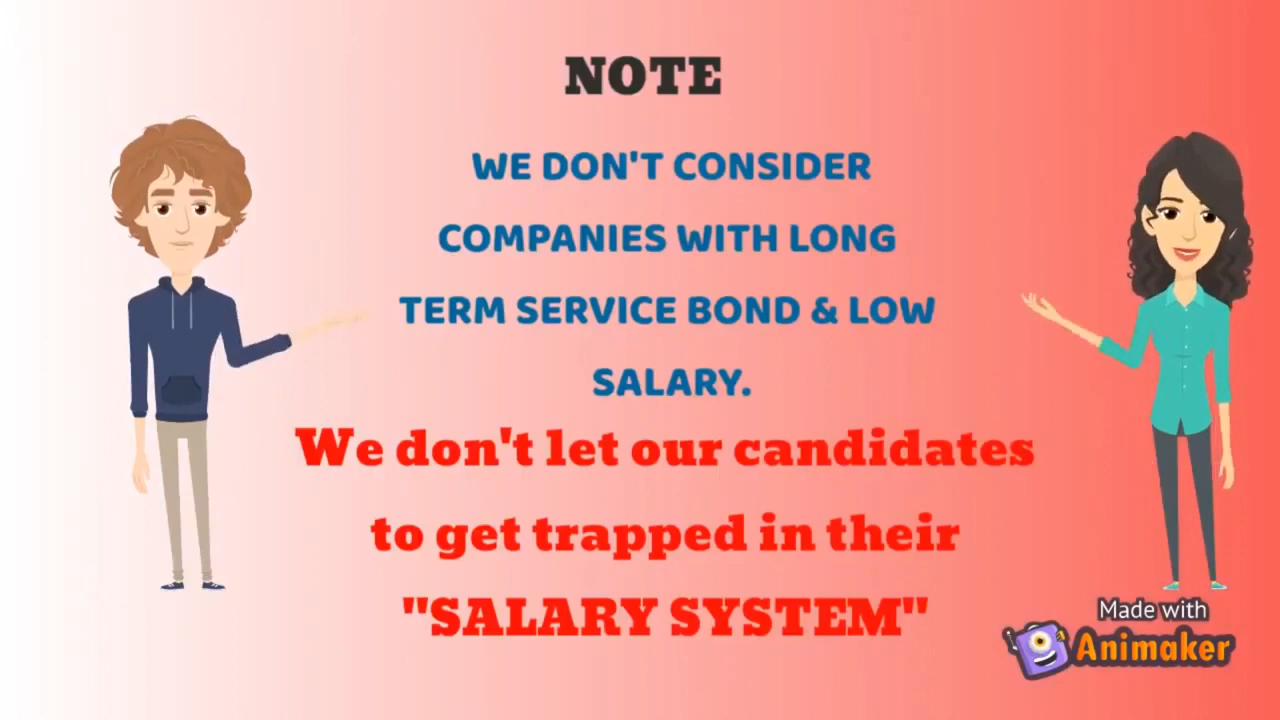 NOTE
WE DON'T CONSIDER
COMPANIES WITH LONG
TERM SERVICE BOND & LOW
SALARY.
We don't let our candidates
to get trapped in their
"SALARY SYSTEM"
Made with
Animaker